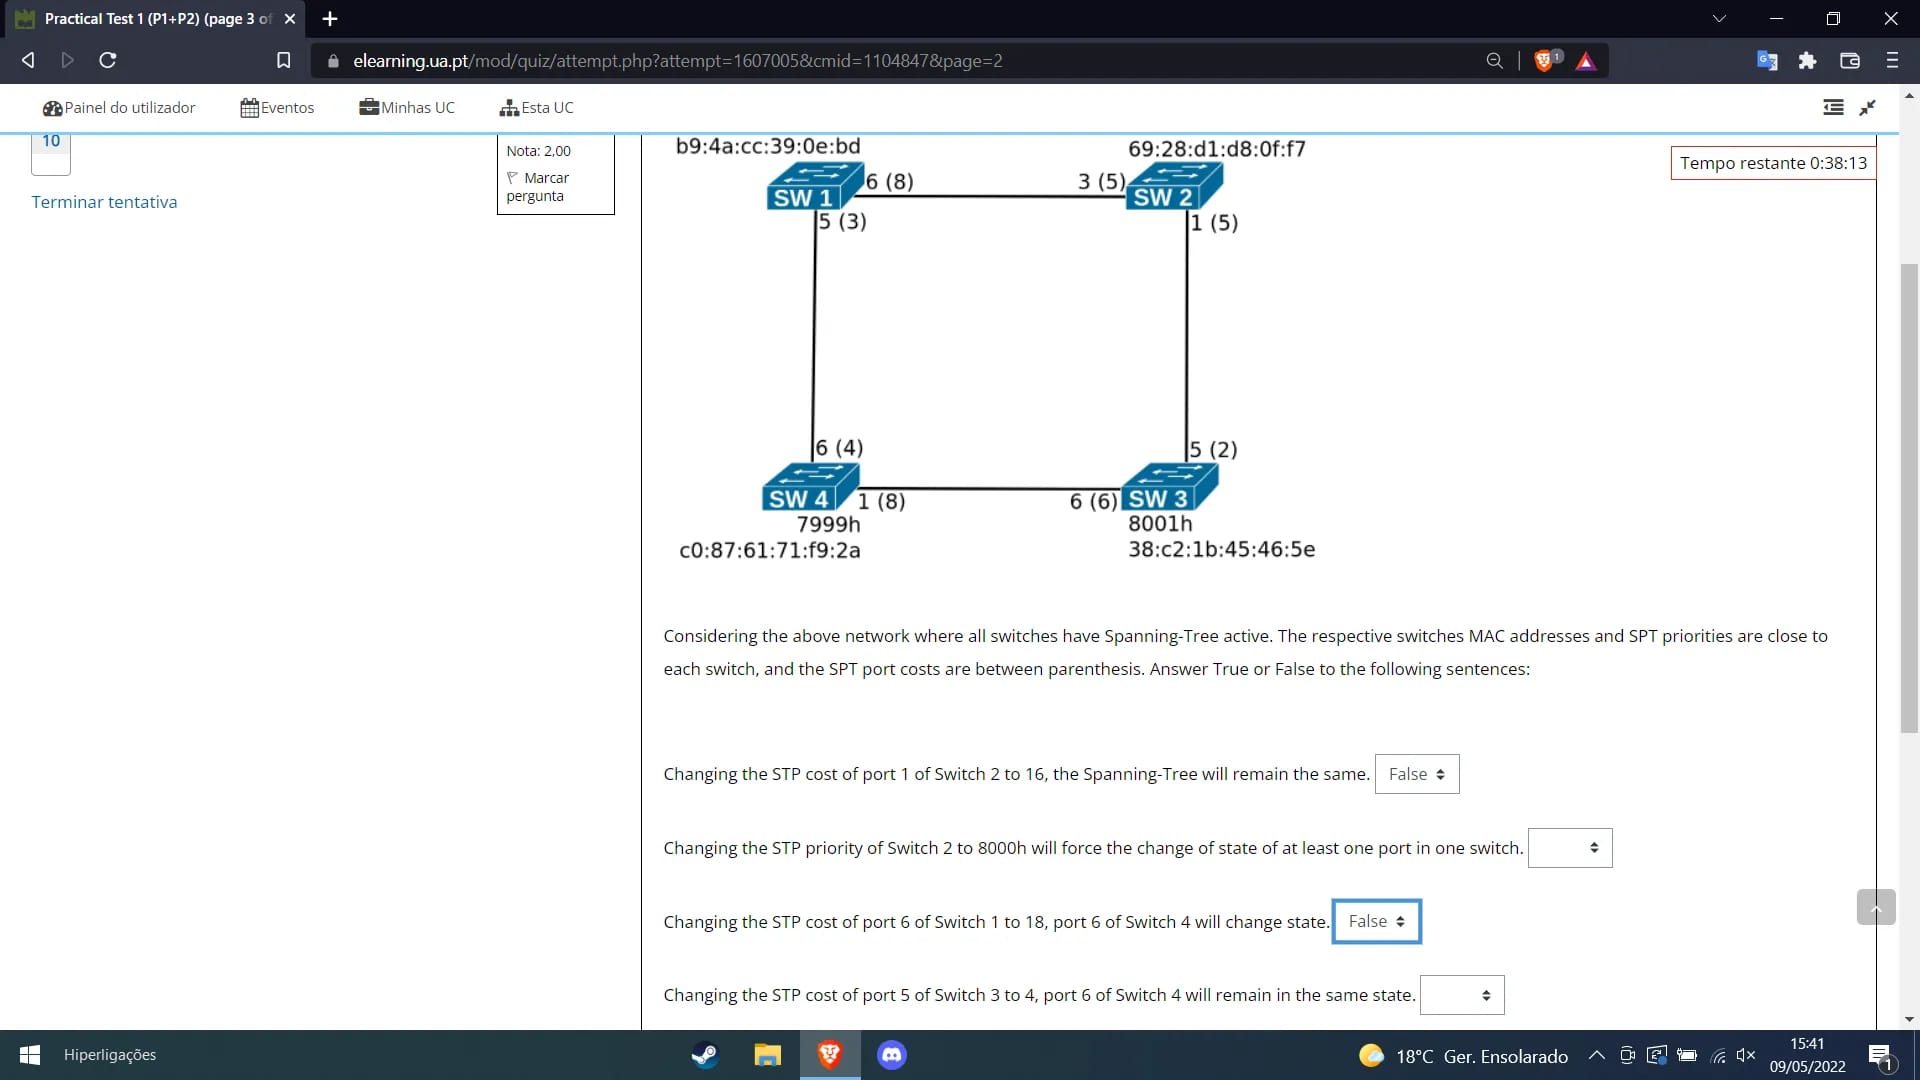 Practical Test 1 (P1+P2) (page 3 of
elearning.ua.pt/mod/quiz/attempt.php?attempt=1607005&cmid=1104847&page=2
1
Painel do utilizador
Eventos
Minhas UC
Esta UC
10
Terminar tentativa
Nota: 2,00
Marcar
pergunta
Tempo restante 0:38:13
b9:4a:cc:39:0e:bd
69:28:d1:d8:0f:f7
SW 1
6 (8)
3 (5)
SW 2
5 (3)
1 (5)
6 (4)
5 (2)
SW 4
1 (8)
6 (6)
SW 3
7999h
8001h
c0:87:61:71:f9:2a
38:c2:1b:45:46:5e
Considering the above network where all switches have Spanning-Tree active. The respective switches MAC addresses and SPT priorities are close to
each switch, and the SPT port costs are between parenthesis. Answer True or False to the following sentences:
Changing the STP cost of port 1 of Switch 2 to 16, the Spanning-Tree will remain the same. False
Changing the STP priority of Switch 2 to 8000h will force the change of state of at least one port in one switch.
Changing the STP cost of port 6 of Switch 1 to 18, port 6 of Switch 4 will change state. False
Changing the STP cost of port 5 of Switch 3 to 4, port 6 of Switch 4 will remain in the same state.
Hiperligações
18°C Ger. Ensolarado
15:41
09/05/2022
1